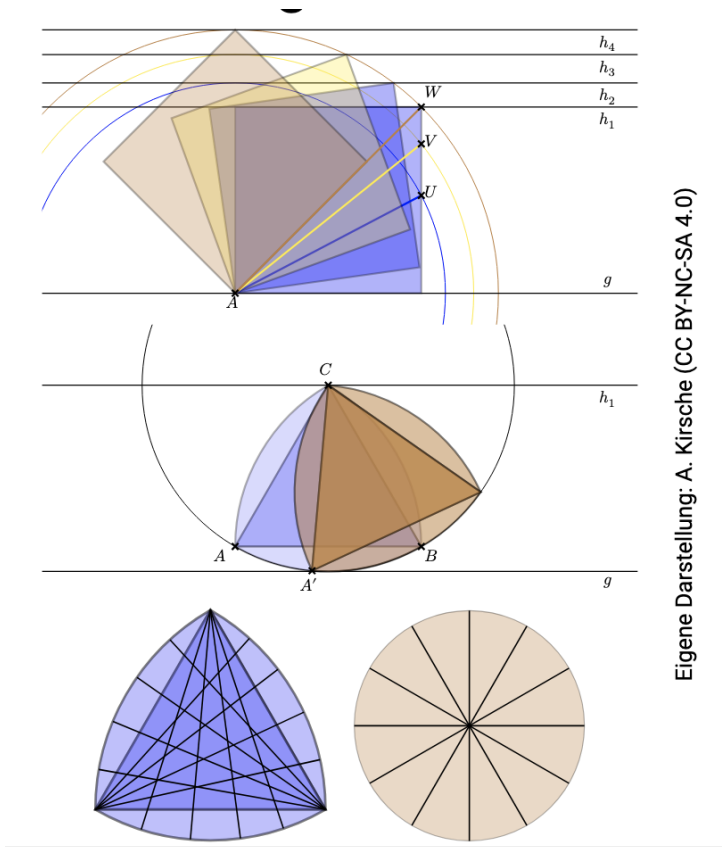 h₄
h₃
W
h₂
h₁
V
U
g
A
C
h₁
A
B
A′
g
Eigene Darstellung: A. Kirsche (CC BY-NC-SA 4.0)